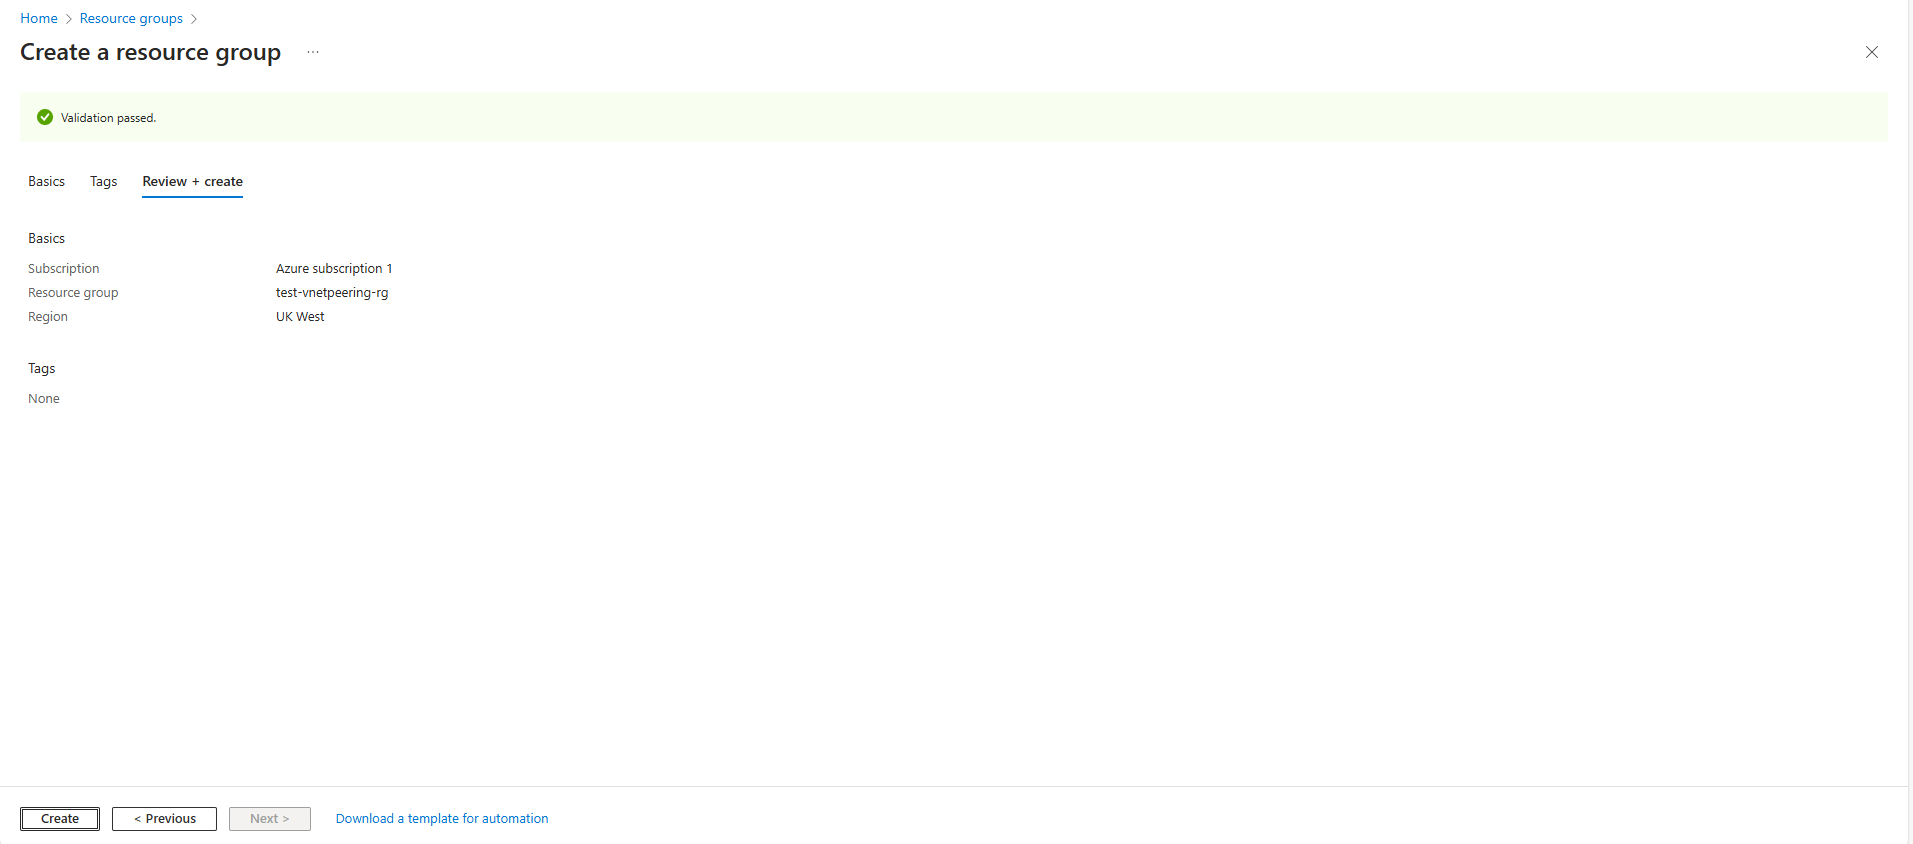 Home > Resource groups >
Create a resource group ...
Validation passed.
Basics Tags Review + create
Basics
Subscription Azure subscription 1
Resource group test-vnetpeering-rg
Region UK West
Tags
None
Create < Previous Next > Download a template for automation